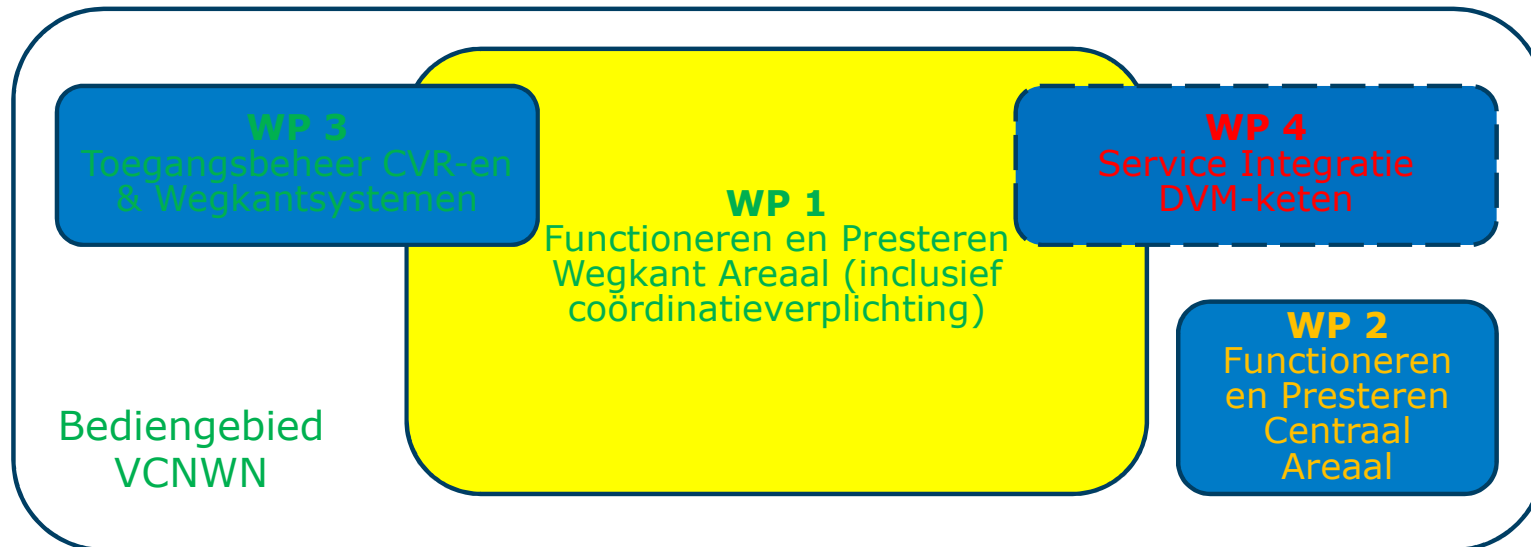 WP 3
Toegangsbeheer CVR-en
& Wegkantsystemen
WP 1
Functioneren en Presteren
Wegkant Areaal (inclusief
coördinatieverplichting)
WP 4
Service Integratie
DVM-keten
WP 2
Functioneren
en Presteren
Centraal
Areaal
Bediengebied
VCNWN